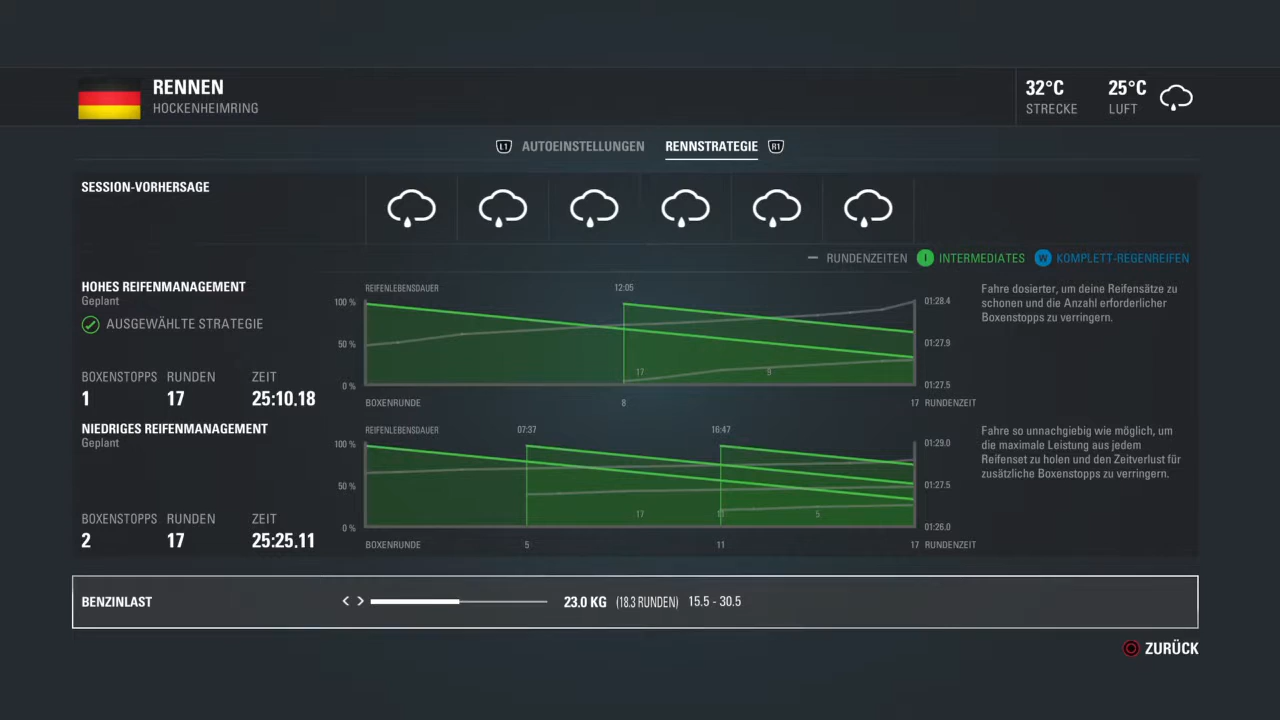 RENNEN
HOCKENHEIMRING
32°C
STRECKE
25°C
LUFT
L1 AUTOEINSTELLUNGEN RENNSTRATEGIE R1
SESSION-VORHERSAGE
RUNDENZEITEN I INTERMEDIATES W KOMPLETT-REGENREIFEN
HOHES REIFENMANAGEMENT
Geplant
AUSGEWÄHLTE STRATEGIE
BOXENSTOPPS RUNDEN ZEIT
1 17 25:10.18
REIFENLEBENSDAUER 12:05
100 % 01:28.4
50 % 01:27.9
17 9
0 % 01:27.5
BOXENRUNDE 8 17 RUNDENZEIT
Fahre dosierter, um deine Reifensätze zu
schonen und die Anzahl erforderlicher
Boxenstopps zu verringern.
NIEDRIGES REIFENMANAGEMENT
Geplant
BOXENSTOPPS RUNDEN ZEIT
2 17 25:25.11
REIFENLEBENSDAUER 07:37 16:47
100 % 01:29.0
50 % 01:27.5
17 11 5
0 % 01:26.0
BOXENRUNDE 5 11 17 RUNDENZEIT
Fahre so unnachgiebig wie möglich, um
die maximale Leistung aus jedem
Reifenset zu holen und den Zeitverlust für
zusätzliche Boxenstopps zu verringern.
BENZINLAST < > 23.0 KG (18.3 RUNDEN) 15.5 - 30.5
ZURÜCK